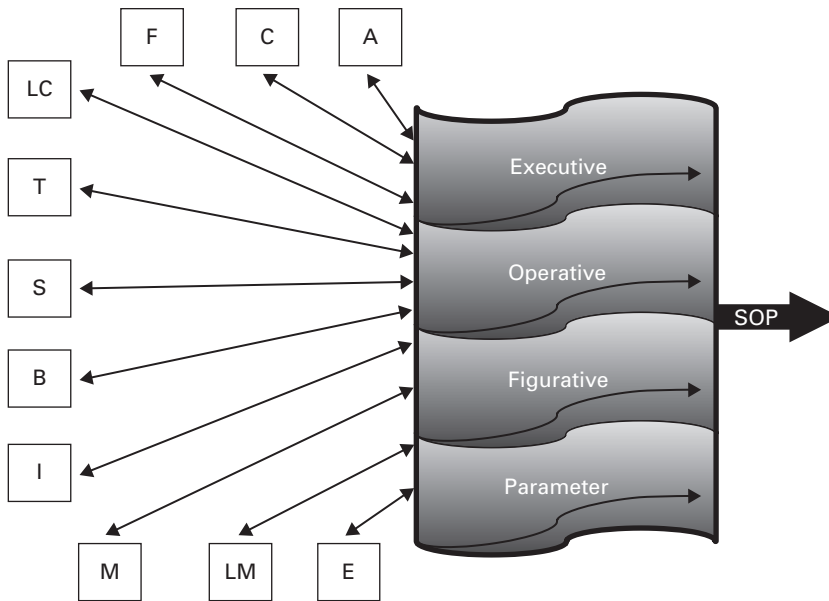 F
C
A
LC
T
S
B
I
M
LM
E
Executive
Operative
Figurative
Parameter
SOP